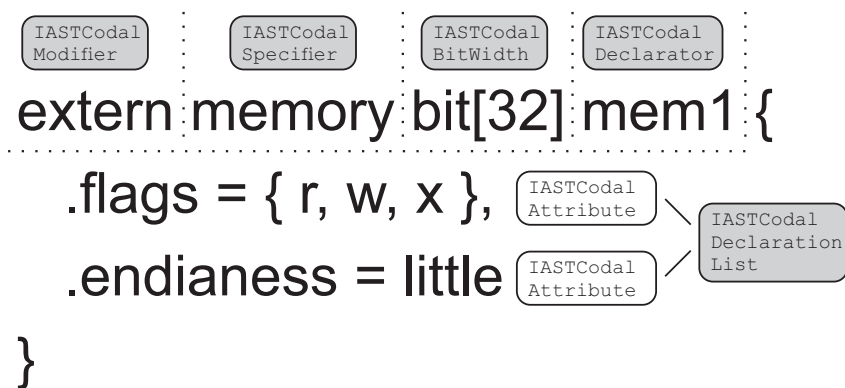 IASTCodal
Modifier
IASTCodal
Specifier
IASTCodal
BitWidth
IASTCodal
Declarator
extern memory bit[32] mem1 {
.flags = { r, w, x },
IASTCodal
Attribute
.endianess = little
IASTCodal
Attribute
IASTCodal
Declaration
List
}